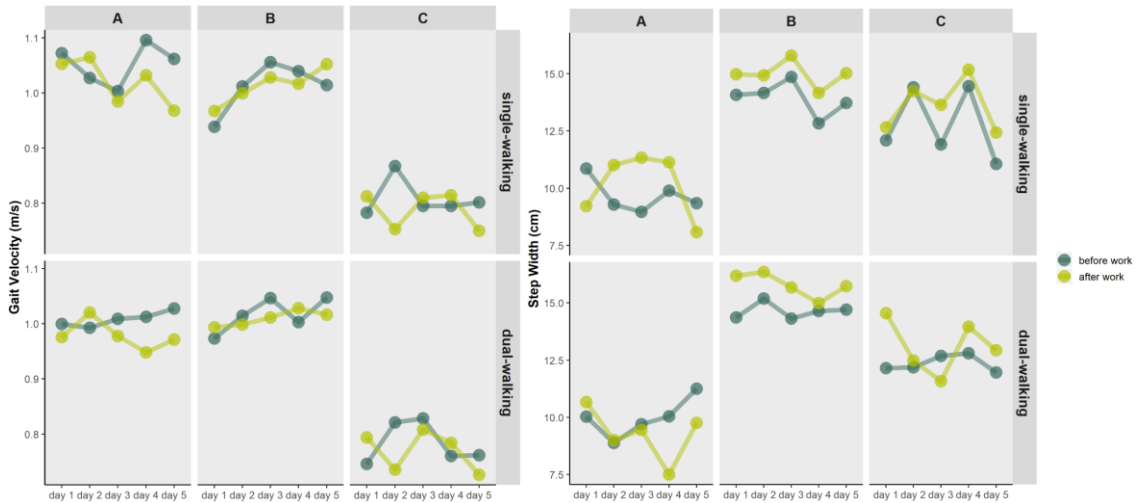 A B C
1.1
1.0
0.9
0.8
single-walking
1.1
1.0
0.9
0.8
dual-walking
Gait Velocity (m/s)
day 1 day 2 day 3 day 4 day 5 day 1 day 2 day 3 day 4 day 5 day 1 day 2 day 3 day 4 day 5
A B C
15.0
12.5
10.0
7.5
single-walking
15.0
12.5
10.0
7.5
dual-walking
Step Width (cm)
day 1 day 2 day 3 day 4 day 5 day 1 day 2 day 3 day 4 day 5 day 1 day 2 day 3 day 4 day 5
before work
after work